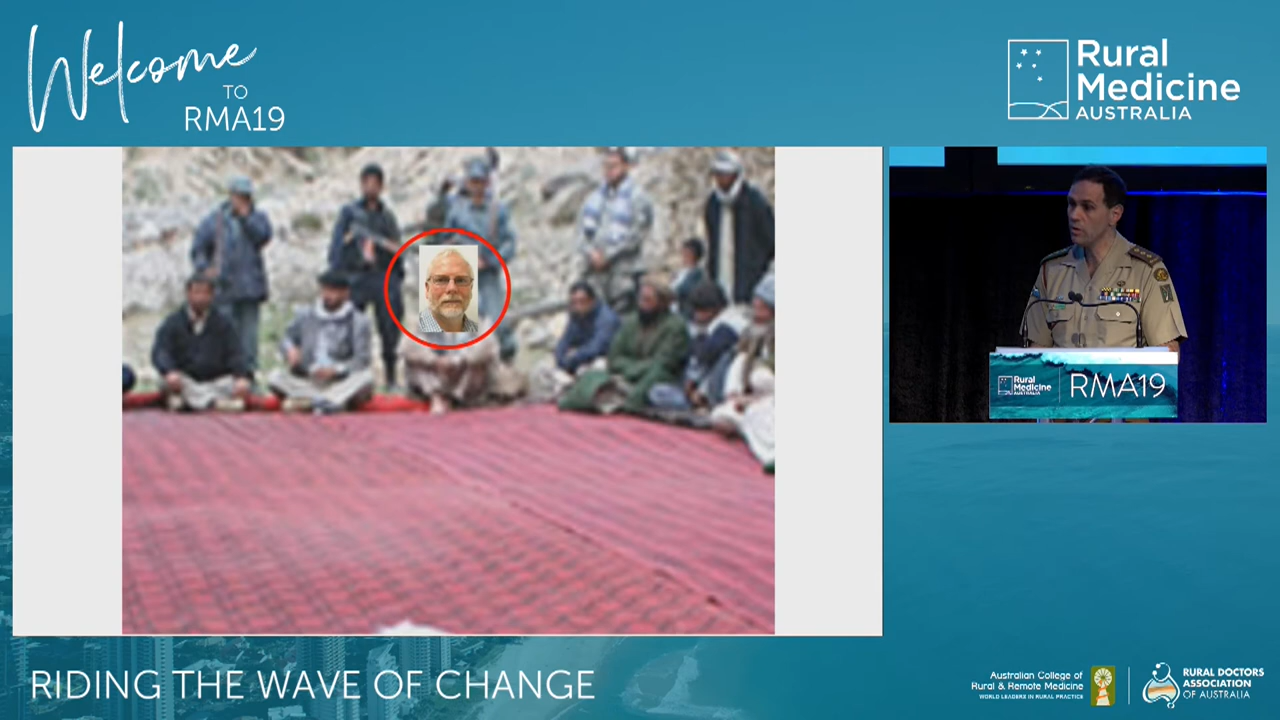 Welcome
TO
RMA19
Rural
Medicine
AUSTRALIA
Rural
Medicine
AUSTRALIA
RMA19
RIDING THE WAVE OF CHANGE
Australian College of
Rural & Remote Medicine
WORLD LEADERS IN RURAL PRACTICE
RURAL DOCTORS
ASSOCIATION
OF AUSTRALIA